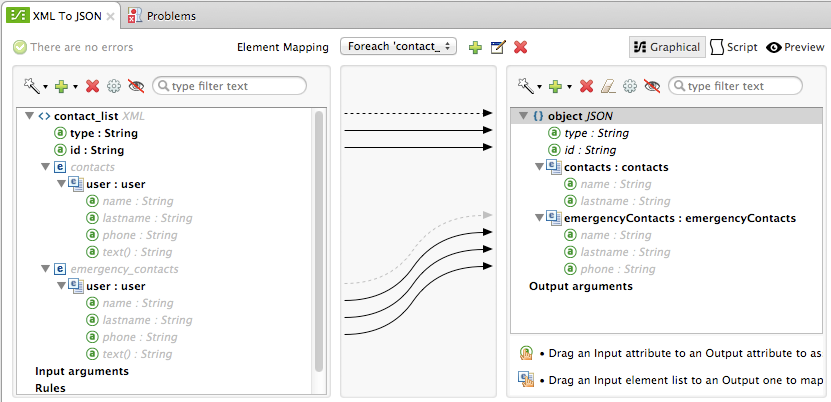 XML To JSON
Problems
There are no errors
Element Mapping
Foreach 'contact_
Graphical
Script
Preview
type filter text
contact_list XML
type : String
id : String
contacts
user : user
name : String
lastname : String
phone : String
text() : String
emergency_contacts
user : user
name : String
lastname : String
phone : String
text() : String
Input arguments
Rules
type filter text
{} object JSON
type : String
id : String
contacts : contacts
name : String
lastname : String
emergencyContacts : emergencyContacts
name : String
lastname : String
phone : String
Output arguments
• Drag an Input attribute to an Output attribute to as
• Drag an Input element list to an Output one to map